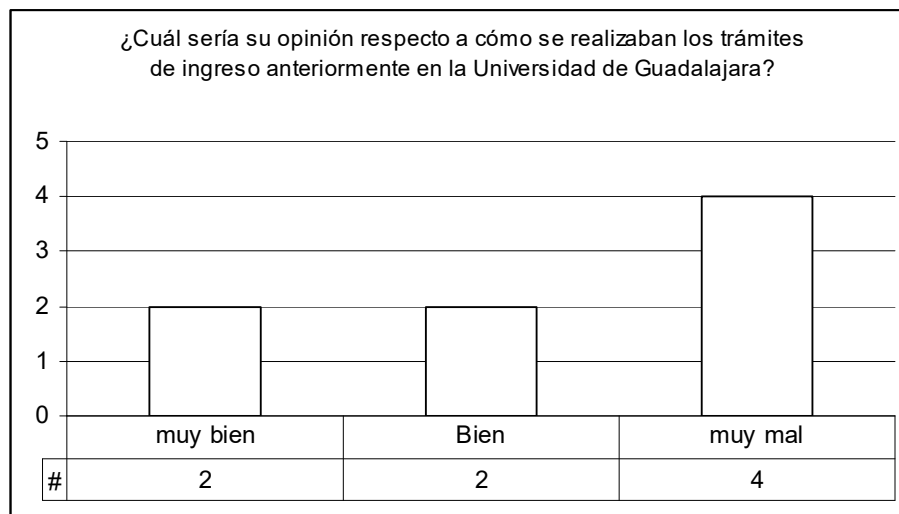 ¿Cuál sería su opinión respecto a cómo se realizaban los trámites
de ingreso anteriormente en la Universidad de Guadalajara?
5
4
3
2
1
0
muy bien Bien muy mal
# 2 2 4